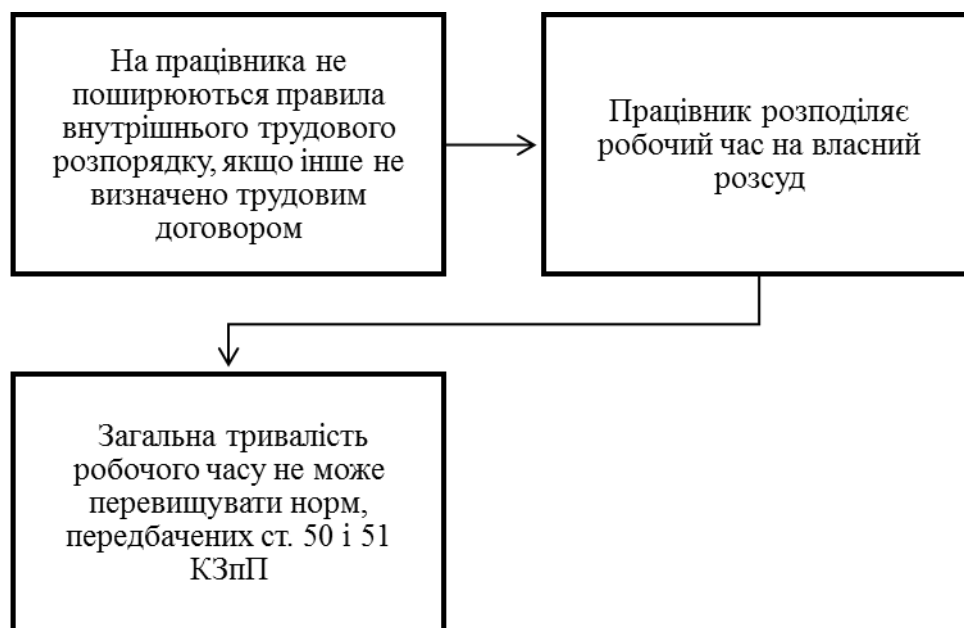 На працівника не
поширюються правила
внутрішнього трудового
розпорядку, якщо інше не
визначено трудовим
договором
Працівник розподіляє
робочий час на власний
розсуд
Загальна тривалість
робочого часу не може
перевищувати норм,
передбачених ст. 50 і 51
КЗпП